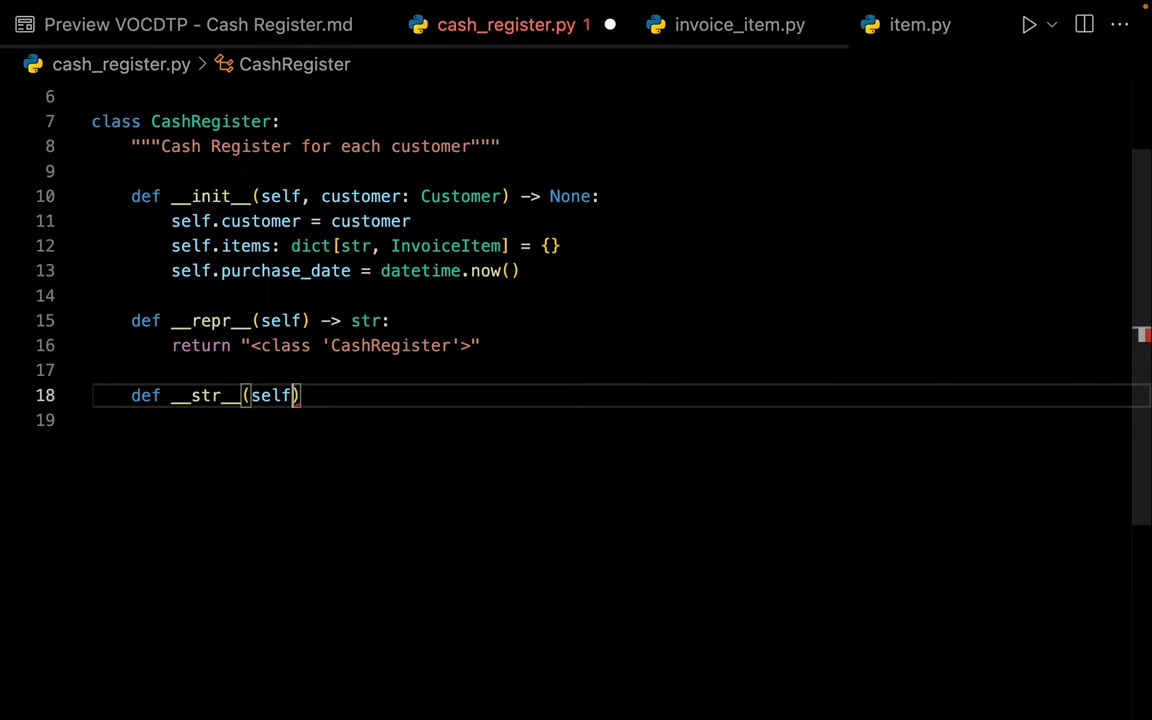 Preview VOCDTP - Cash Register.md cash_register.py 1 invoice_item.py item.py ...
cash_register.py > CashRegister
6
7 class CashRegister:
8 """Cash Register for each customer"""
9
10 def __init__(self, customer: Customer) -> None:
11 self.customer = customer
12 self.items: dict[str, InvoiceItem] = {}
13 self.purchase_date = datetime.now()
14
15 def __repr__(self) -> str:
16 return "<class 'CashRegister'>"
17
18 def __str__(self)
19